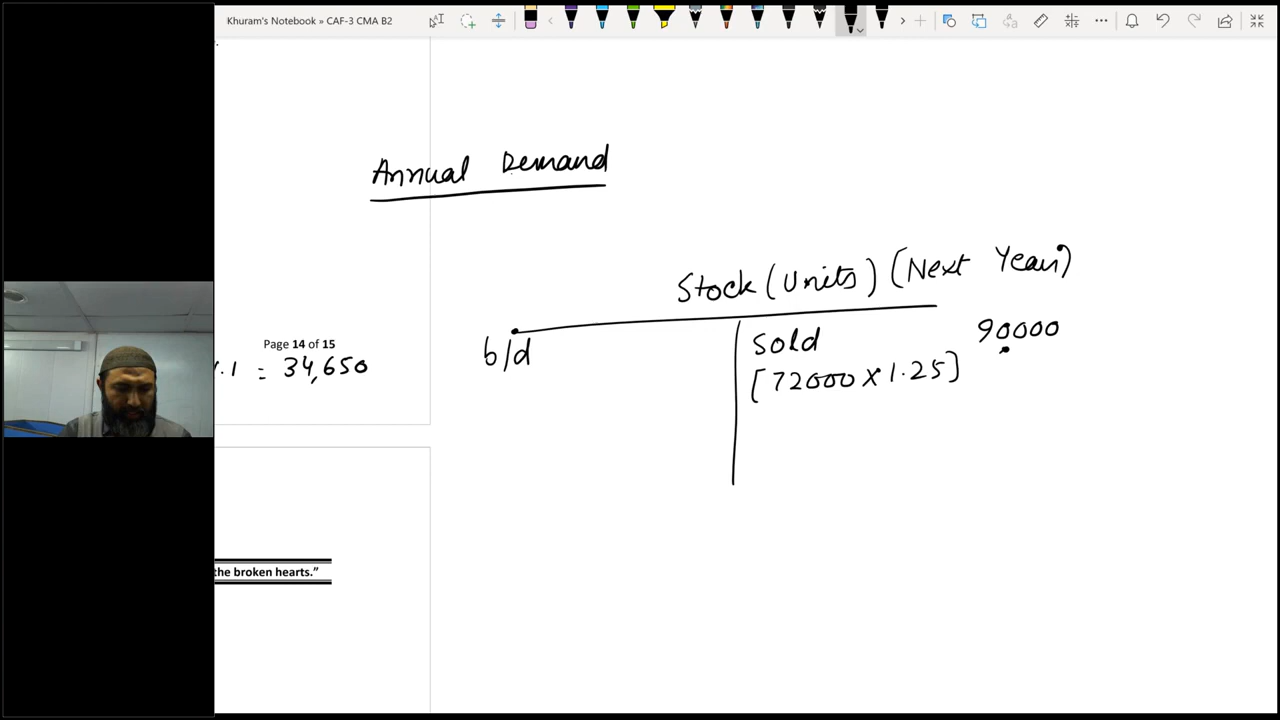 Khuram's Notebook » CAF-3 CMA B2
Annual Demand
Stock (Units) (Next Year)
b/d
Sold 90000
[72000 × 1.25]
Page 14 of 15
.1 = 34,650
the broken hearts."